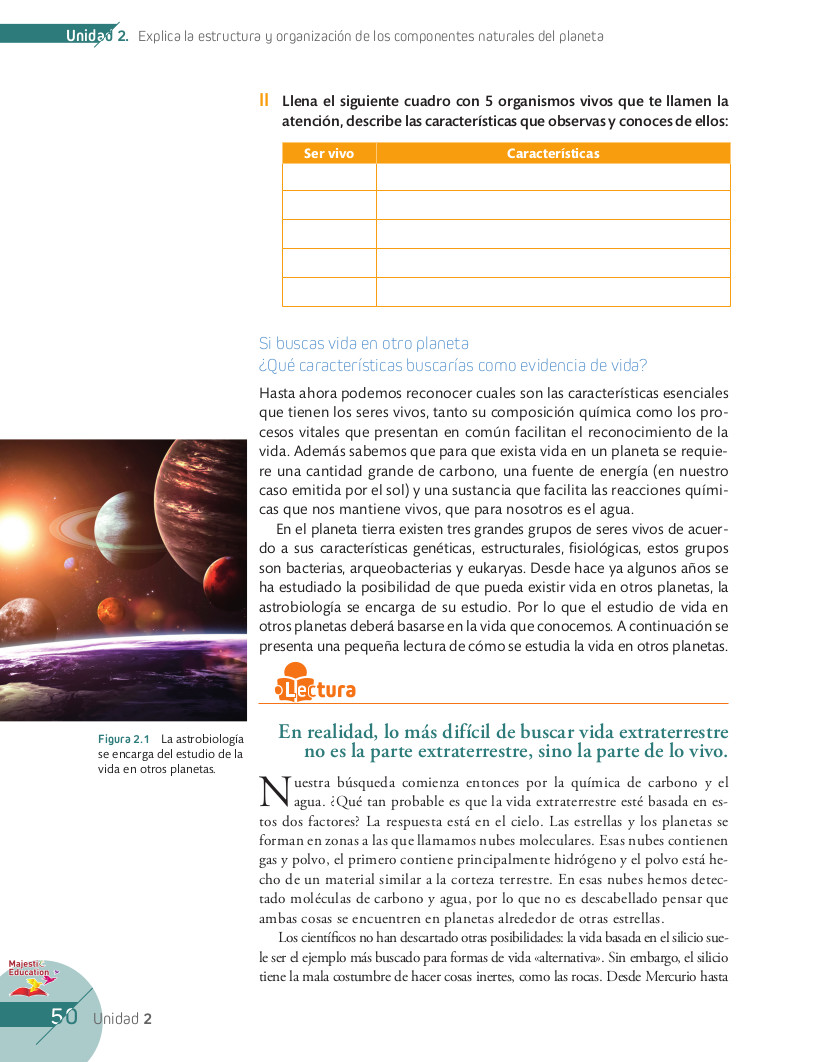 Unidad 2. Explica la estructura y organización de los componentes naturales del planeta
II Llena el siguiente cuadro con 5 organismos vivos que te llamen la
atención, describe las características que observas y conoces de ellos:
Ser vivo Características
Si buscas vida en otro planeta
¿Qué características buscarías como evidencia de vida?
Hasta ahora podemos reconocer cuales son las características esenciales
que tienen los seres vivos, tanto su composición química como los pro-
cesos vitales que presentan en común facilitan el reconocimiento de la
vida. Además sabemos que para que exista vida en un planeta se requie-
re una cantidad grande de carbono, una fuente de energía (en nuestro
caso emitida por el sol) y una sustancia que facilita las reacciones quími-
cas que nos mantiene vivos, que para nosotros es el agua.
En el planeta tierra existen tres grandes grupos de seres vivos de acuer-
do a sus características genéticas, estructurales, fisiológicas, estos grupos
son bacterias, arqueobacterias y eukaryas. Desde hace ya algunos años se
ha estudiado la posibilidad de que pueda existir vida en otros planetas, la
astrobiología se encarga de su estudio. Por lo que el estudio de vida en
otros planetas deberá basarse en la vida que conocemos. A continuación se
presenta una pequeña lectura de cómo se estudia la vida en otros planetas.
Figura 2.1 La astrobiología
se encarga del estudio de la
vida en otros planetas.
Lectura
En realidad, lo más difícil de buscar vida extraterrestre
no es la parte extraterrestre, sino la parte de lo vivo.
Nuestra búsqueda comienza entonces por la química de carbono y el
agua. ¿Qué tan probable es que la vida extraterrestre esté basada en es-
tos dos factores? La respuesta está en el cielo. Las estrellas y los planetas se
forman en zonas a las que llamamos nubes moleculares. Esas nubes contienen
gas y polvo, el primero contiene principalmente hidrógeno y el polvo está he-
cho de un material similar a la corteza terrestre. En esas nubes hemos detec-
tado moléculas de carbono y agua, por lo que no es descabellado pensar que
ambas cosas se encuentren en planetas alrededor de otras estrellas.
Los científicos no han descartado otras posibilidades: la vida basada en el silicio sue-
le ser el ejemplo más buscado para formas de vida «alternativa». Sin embargo, el silicio
tiene la mala costumbre de hacer cosas inertes, como las rocas. Desde Mercurio hasta
Majestic
Education
50 Unidad 2